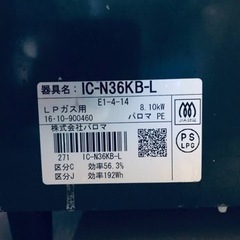 器具名：IC-N36KB-L
E1-4-14
LPガス用 8.10kW
16-10-900460 パロマ PE
株式会社パロマ
271 IC-N36KB-L
区分C 効率56.3%
区分J 効率192Wh
PS
LPG